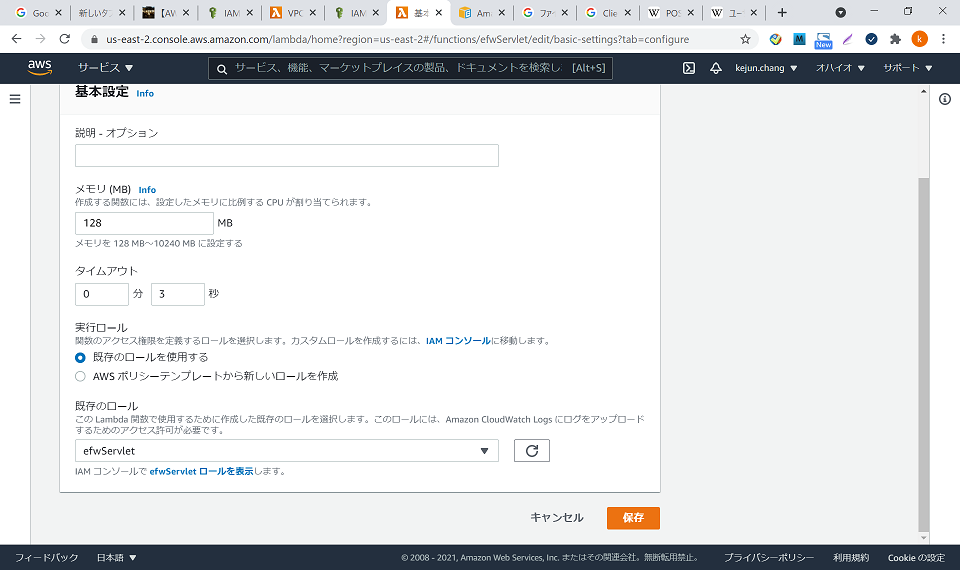 Goc
新しいタ
【AW
IAM
VPC
IAM
基本
Ama
ファイ
Clie
POS
ユー
us-east-2.console.aws.amazon.com/lambda/home?region=us-east-2#/functions/efwServlet/edit/basic-settings?tab=configure
New
k
aws
サービス ▼
サービス、機能、マーケットプレイスの製品、ドキュメントを検索し [Alt+S]
kejun.chang ▼
オハイオ ▼
サポート ▼
基本設定 Info
説明 - オプション
メモリ (MB) Info
作成する関数には、設定したメモリに比例する CPU が割り当てられます。
128 MB
メモリを 128 MB～10240 MB に設定する
タイムアウト
0 分 3 秒
実行ロール
関数のアクセス権限を定義するロールを選択します。カスタムロールを作成するには、IAM コンソールに移動します。
既存のロールを使用する
AWS ポリシーテンプレートから新しいロールを作成
既存のロール
この Lambda 関数で使用するために作成した既存のロールを選択します。このロールには、Amazon CloudWatch Logs にログをアップロード
するためのアクセス許可が必要です。
efwServlet
IAM コンソールで efwServlet ロールを表示します。
キャンセル 保存
フィードバック 日本語 ▼ © 2008 - 2021, Amazon Web Services, Inc. またはその関連会社。無断転用禁止。 プライバシーポリシー 利用規約 Cookie の設定